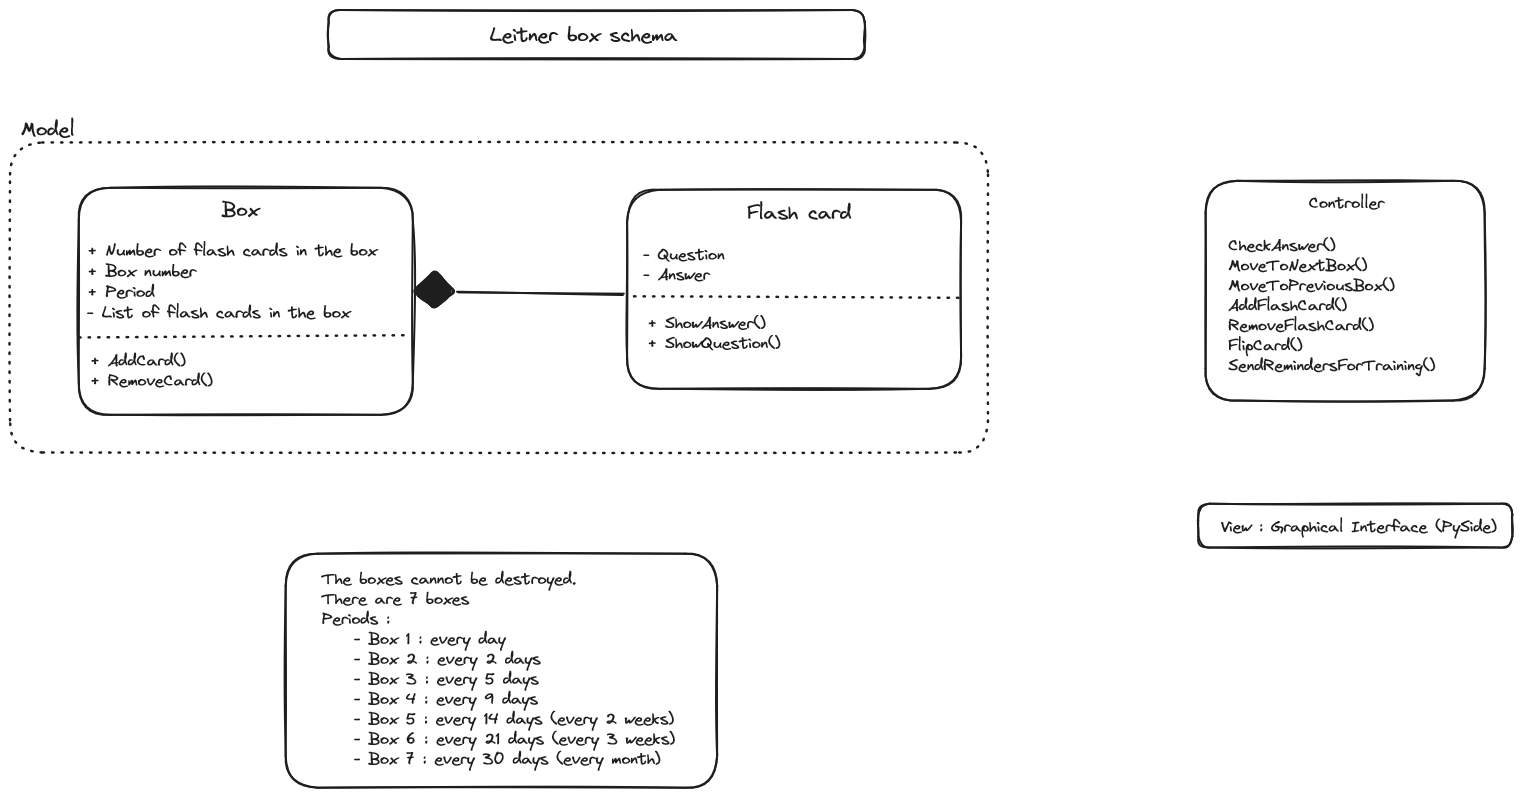 Leitner box schema
Model
Box
+ Number of flash cards in the box
+ Box number
+ Period
- List of flash cards in the box
+ AddCard()
+ RemoveCard()
Flash card
- Question
- Answer
+ ShowAnswer()
+ ShowQuestion()
Controller
CheckAnswer()
MoveToNextBox()
MoveToPreviousBox()
AddFlashCard()
RemoveFlashCard()
FlipCard()
SendRemindersForTraining()
View : Graphical Interface (PySide)
The boxes cannot be destroyed.
There are 7 boxes
Periods :
- Box 1 : every day
- Box 2 : every 2 days
- Box 3 : every 5 days
- Box 4 : every 9 days
- Box 5 : every 14 days (every 2 weeks)
- Box 6 : every 21 days (every 3 weeks)
- Box 7 : every 30 days (every month)